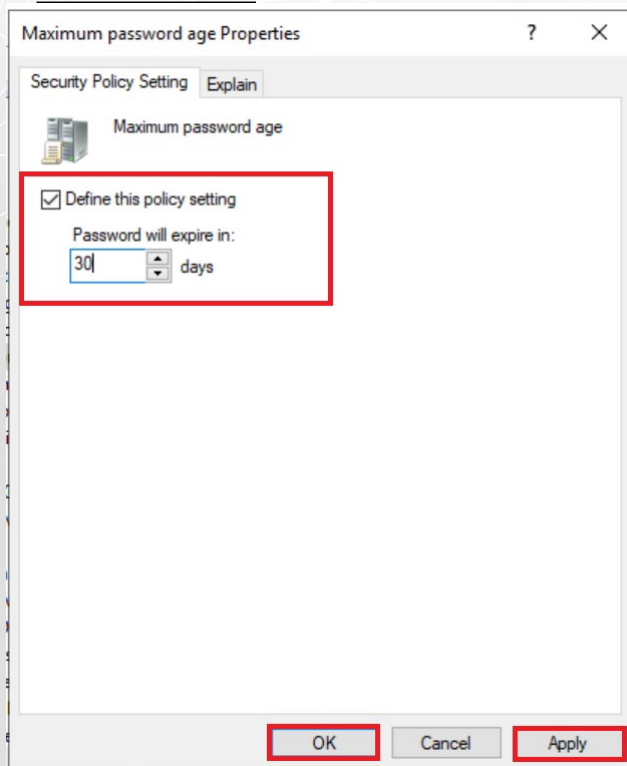 Maximum password age Properties
? ×
Security Policy Setting Explain
Maximum password age
Define this policy setting
Password will expire in:
30 days
OK Cancel Apply